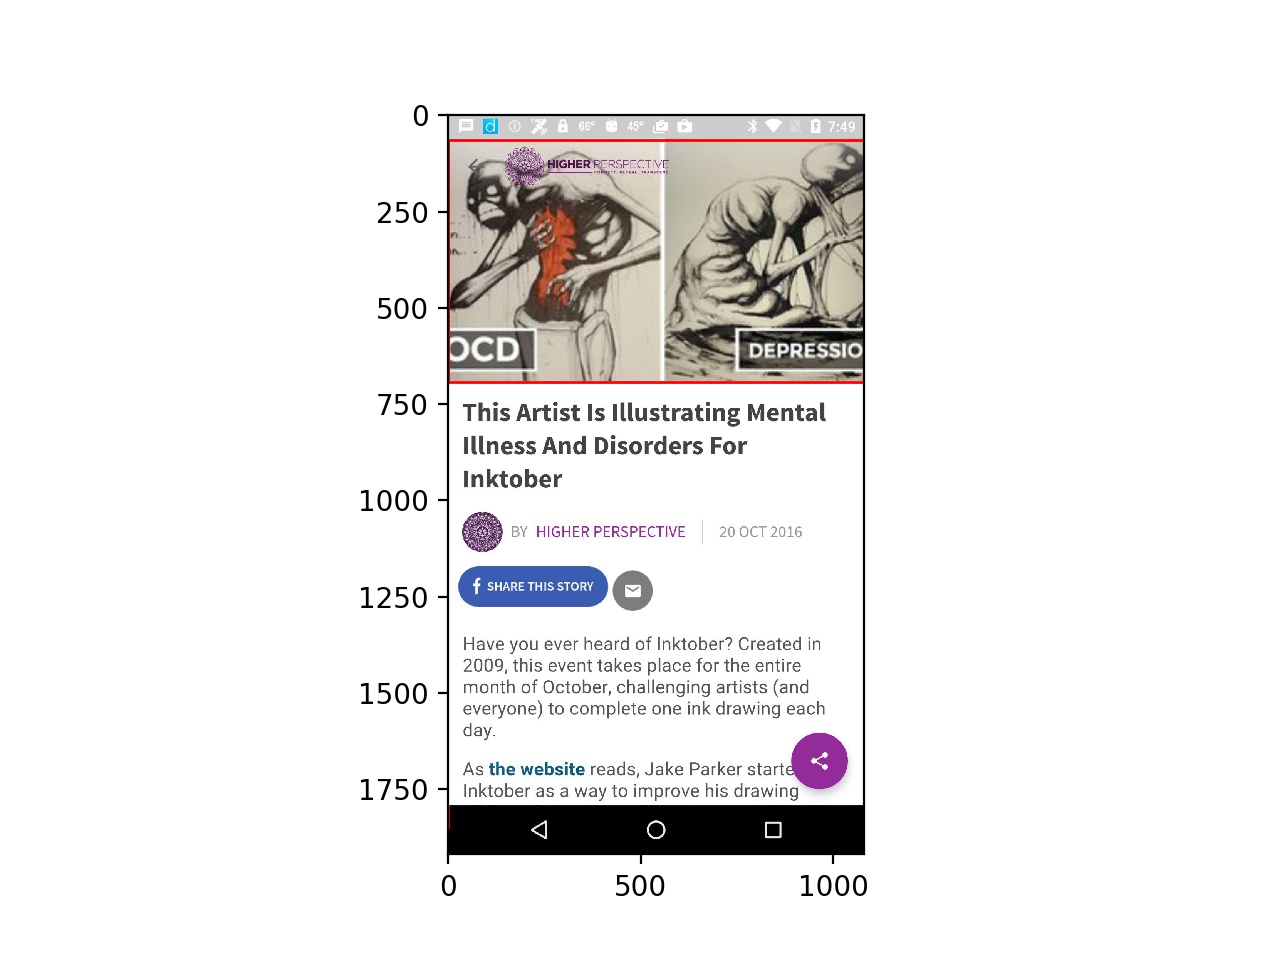 0
66° 45° 7:49
HIGHER PERSPECTIVE
250
500
OCD
DEPRESSIO
750
This Artist Is Illustrating Mental
Illness And Disorders For
Inktober
1000
BY HIGHER PERSPECTIVE 20 OCT 2016
1250
f SHARE THIS STORY
Have you ever heard of Inktober? Created in
2009, this event takes place for the entire
month of October, challenging artists (and
1500
everyone) to complete one ink drawing each
day.
As the website reads, Jake Parker starte
1750
Inktober as a way to improve his drawing
0 500 1000